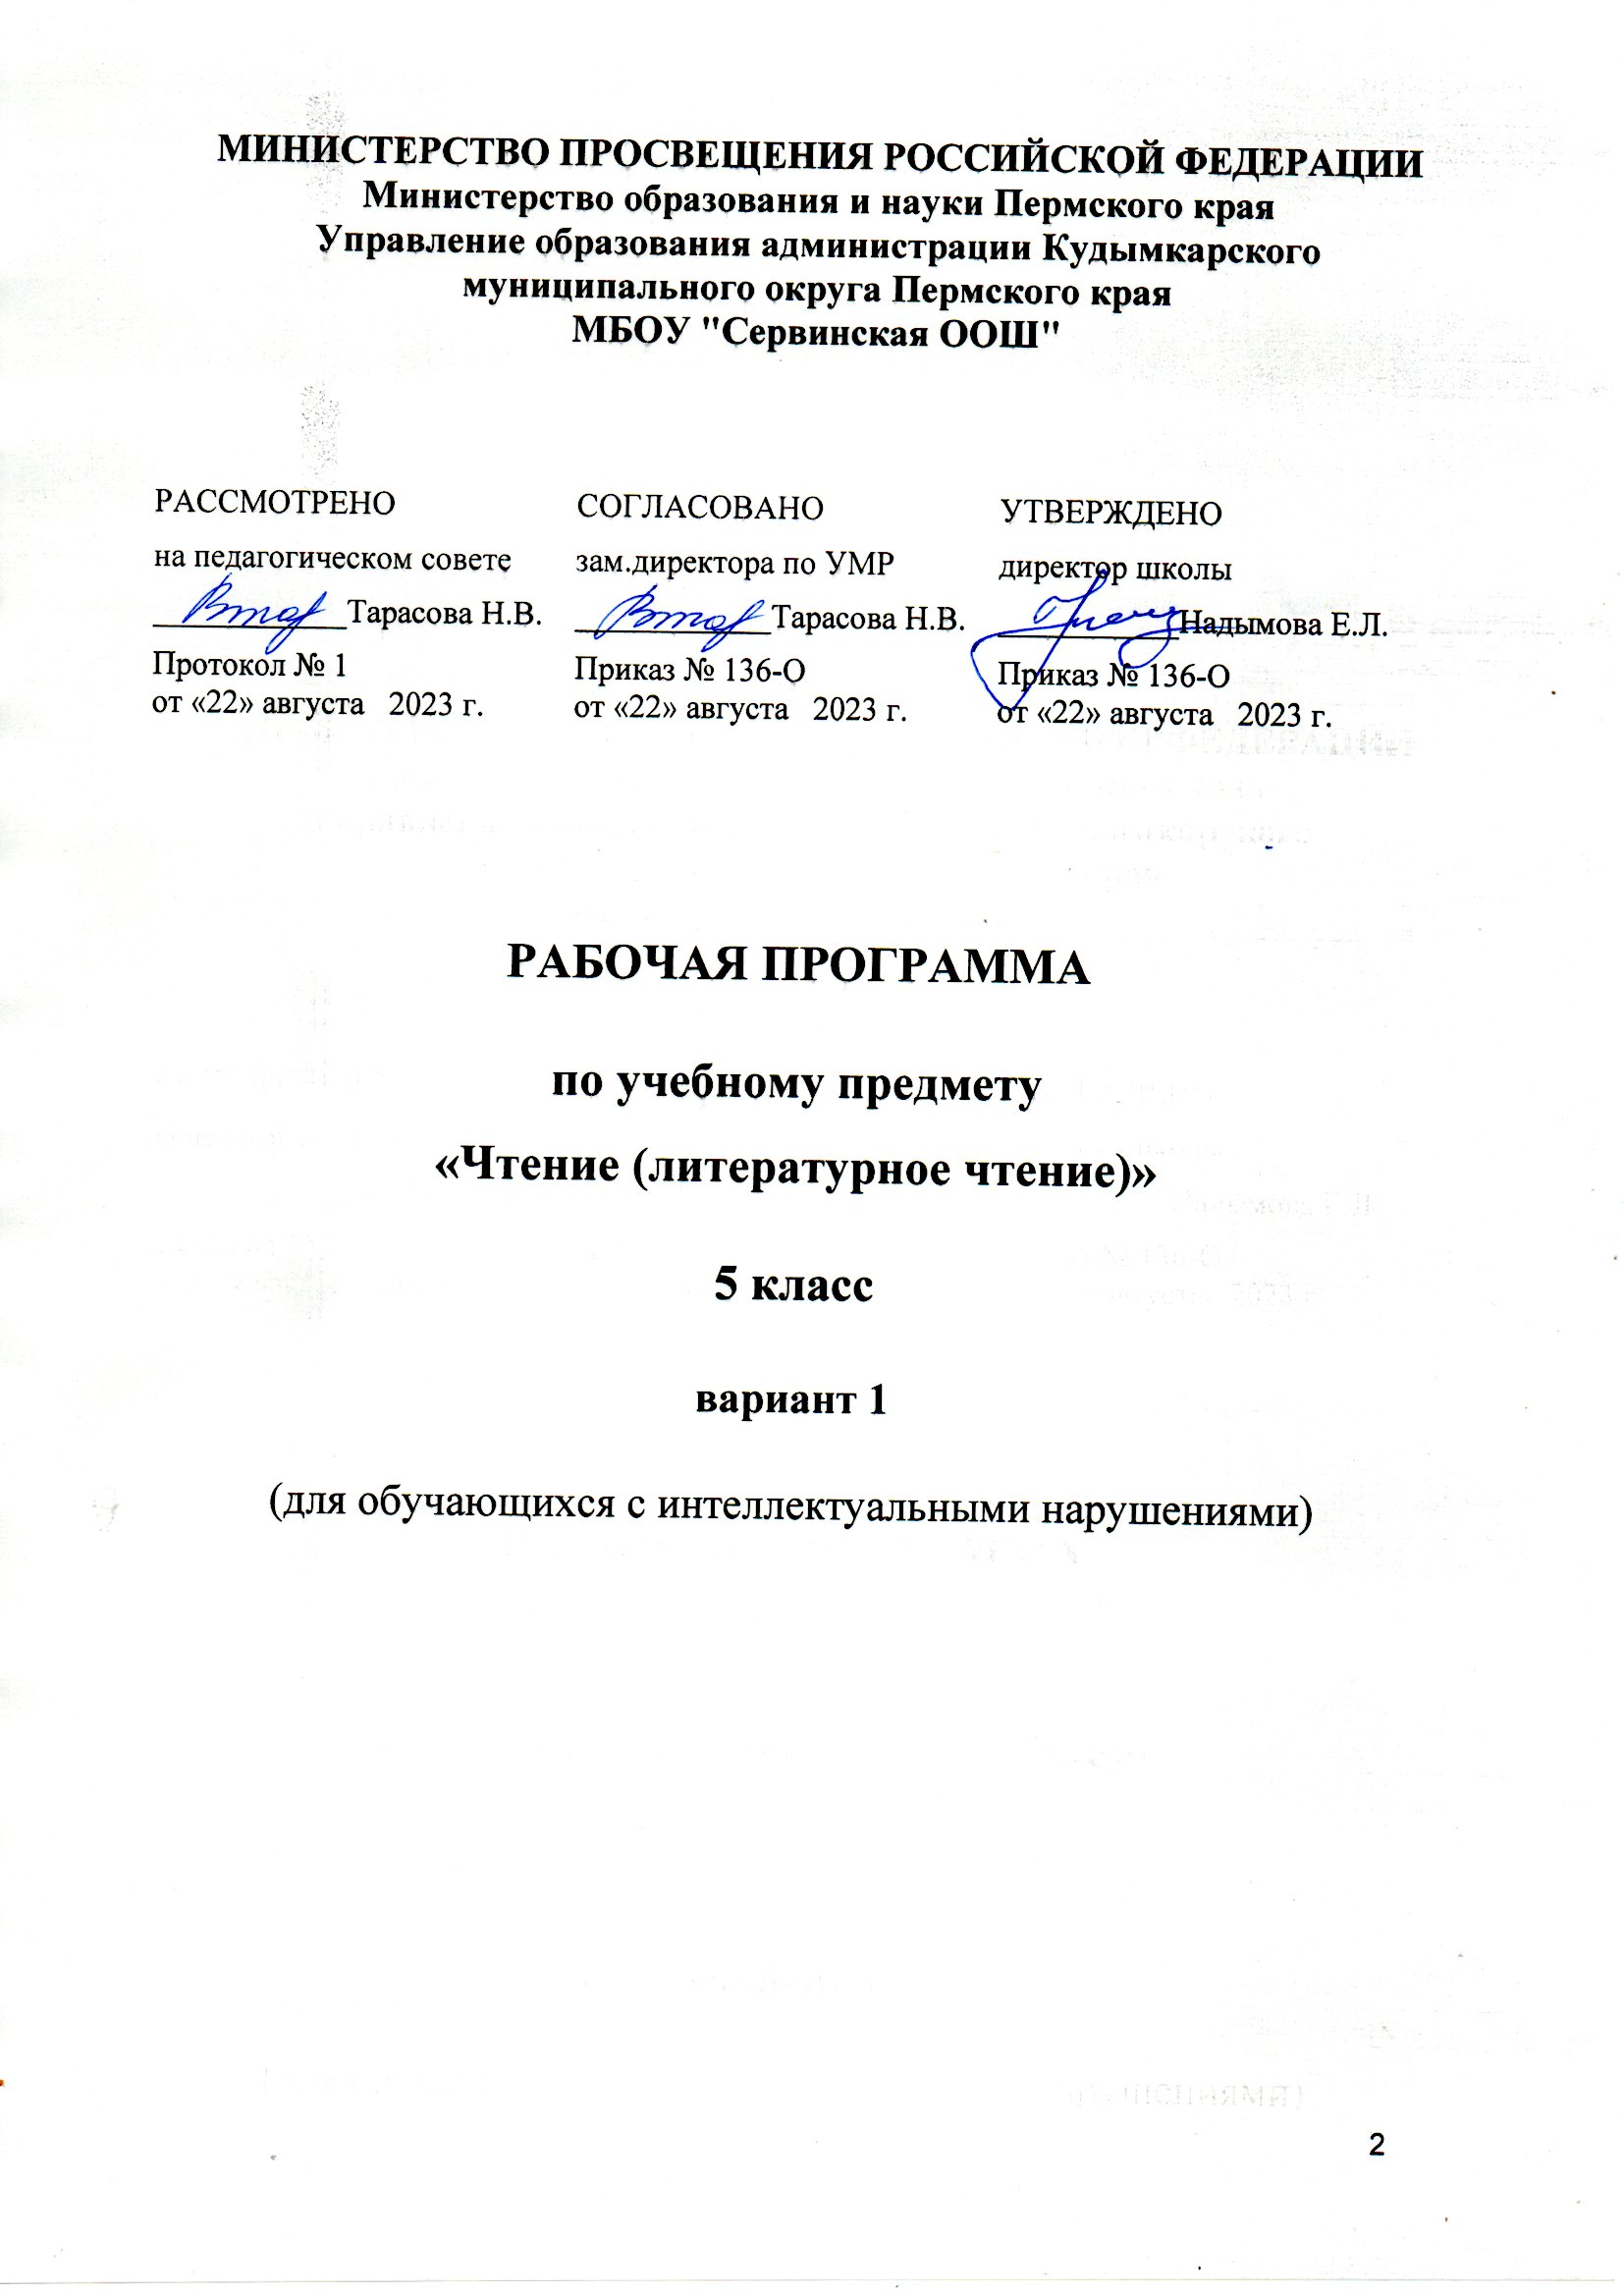 МИНИСТЕРСТВО ПРОСВЕЩЕНИЯ РОССИЙСКОЙ ФЕДЕРАЦИИ
Министерство образования и науки Пермского края
Управление образования администрации Кудымкарского
муниципального округа Пермского края
МБОУ "Сервинская ООШ"
РАССМОТРЕНО
на педагогическом совете
Тарасова Н.В.
Протокол № 1
от «22» августа 2023 г.
СОГЛАСОВАНО
зам.директора по УМР
Тарасова Н.В.
Приказ № 136-О
от «22» августа 2023 г.
УТВЕРЖДЕНО
директор школы
Надымова Е.Л.
Приказ № 136-О
от «22» августа 2023 г.
РАБОЧАЯ ПРОГРАММА
по учебному предмету
«Чтение (литературное чтение)»
5 класс
вариант 1
(для обучающихся с интеллектуальными нарушениями)
2